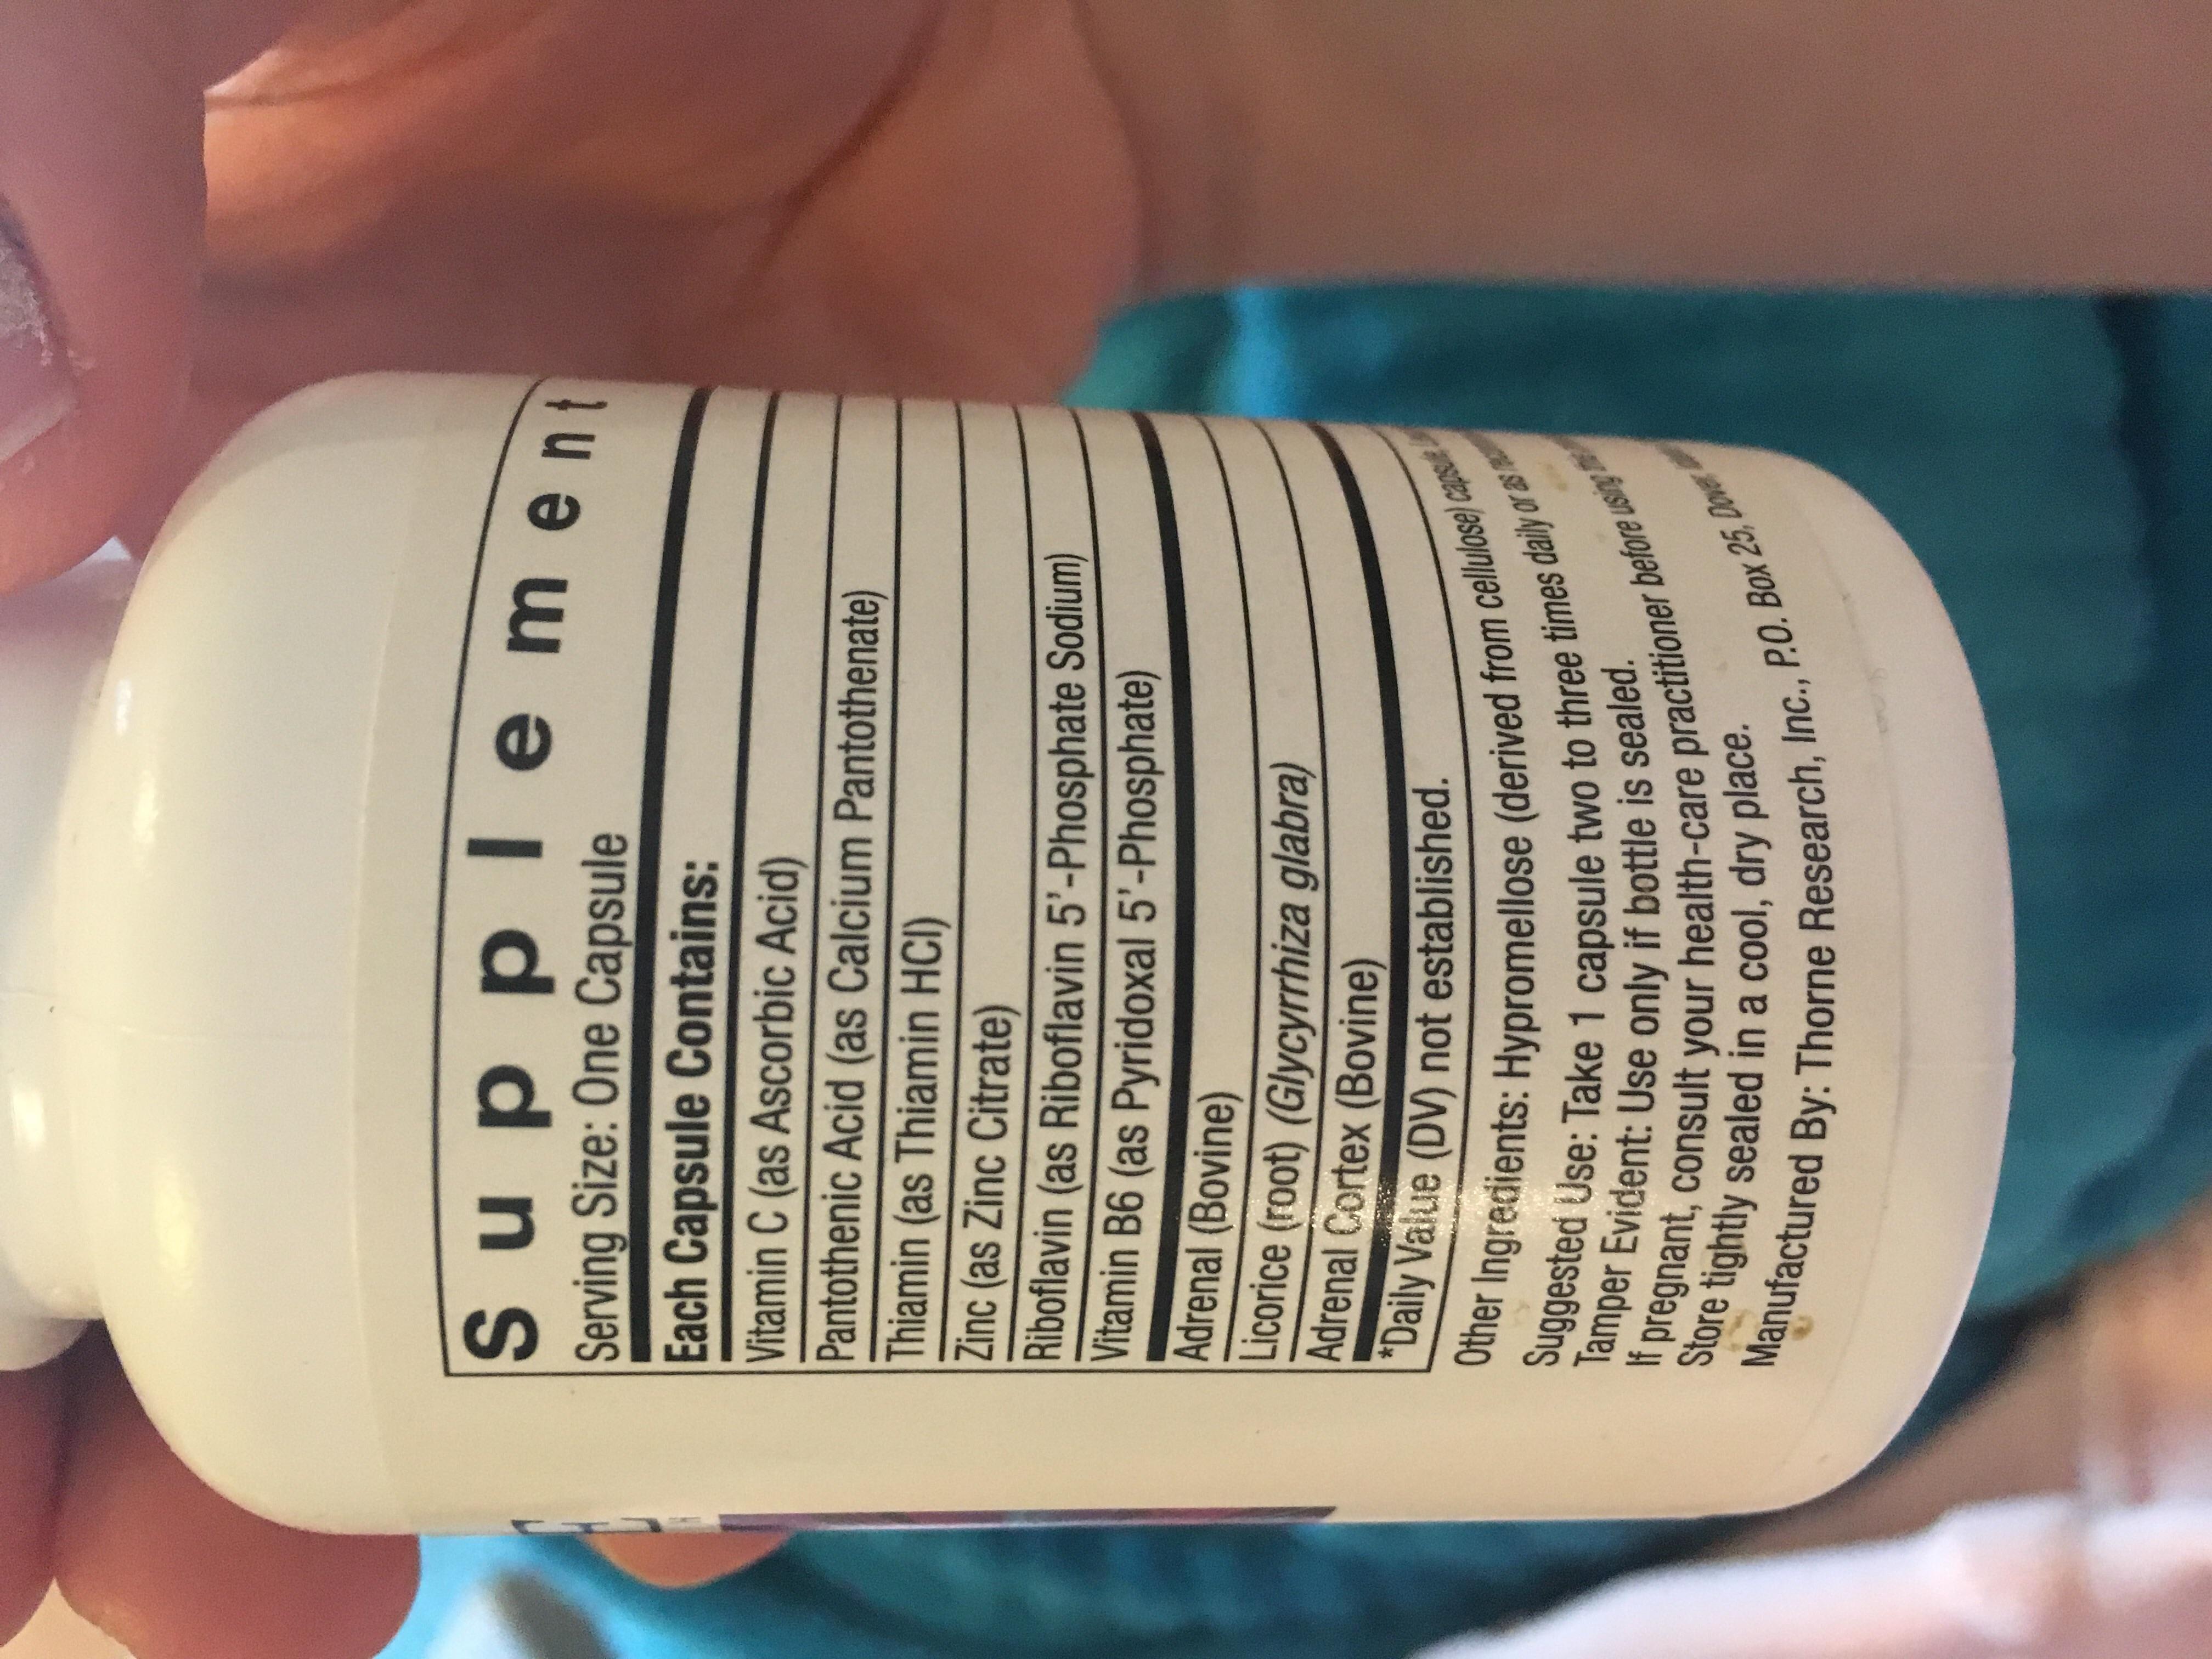 Supplement
Serving Size: One Capsule
Each Capsule Contains:
Vitamin C (as Ascorbic Acid)
Pantothenic Acid (as Calcium Pantothenate)
Thiamin (as Thiamin HCl)
Zinc (as Zinc Citrate)
Riboflavin (as Riboflavin 5'-Phosphate Sodium)
Vitamin B6 (as Pyridoxal 5'-Phosphate)
Adrenal (Bovine)
Licorice (root) (Glycyrrhiza glabra)
Adrenal Cortex (Bovine)
*Daily Value (DV) not established.
Other Ingredients: Hypromellose (derived from cellulose) capsule.
Suggested Use: Take 1 capsule two to three times daily or as
Tamper Evident: Use only if bottle is sealed.
If pregnant, consult your health-care practitioner before using
Store tightly sealed in a cool, dry place.
Manufactured By: Thorne Research, Inc., P.O. Box 25, Dover,